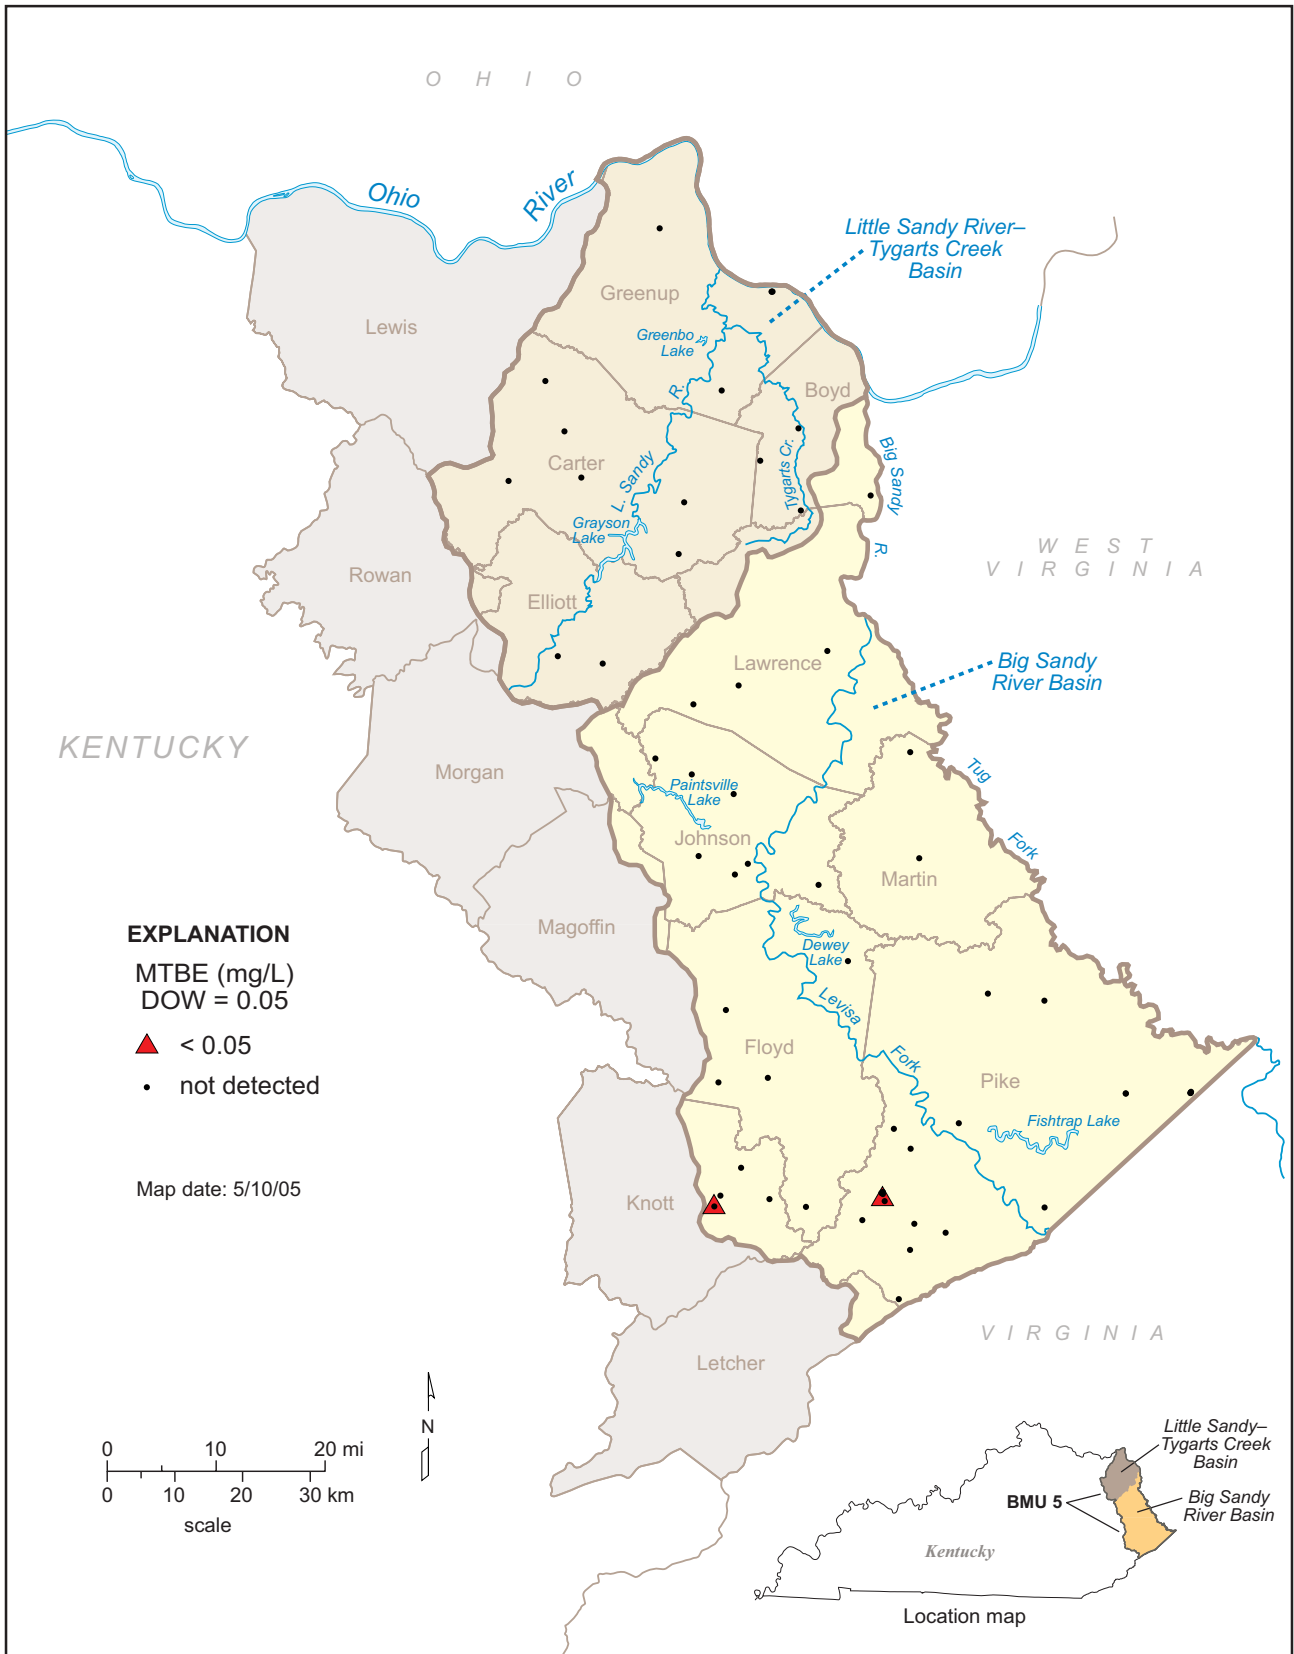 O H I O
Ohio
River
Little Sandy River–
Tygarts Creek
Basin
Greenup
Lewis
Greenbo
Lake
R.
Boyd
Carter
L. Sandy
Tygarts Cr.
Big Sandy
R.
Grayson
Lake
WEST
VIRGINIA
Rowan
Elliott
Lawrence
Big Sandy
River Basin
KENTUCKY
Morgan
Tug
Fork
Paintsville
Lake
Johnson
Martin
Magoffin
Dewey
Lake
Levisa
Fork
Floyd
Pike
Fishtrap Lake
Knott
Letcher
VIRGINIA
EXPLANATION
MTBE (mg/L)
DOW = 0.05
< 0.05
not detected
Map date: 5/10/05
0 10 20 mi
0 10 20 30 km
scale
N
Little Sandy–
Tygarts Creek
Basin
BMU 5
Big Sandy
River Basin
Kentucky
Location map